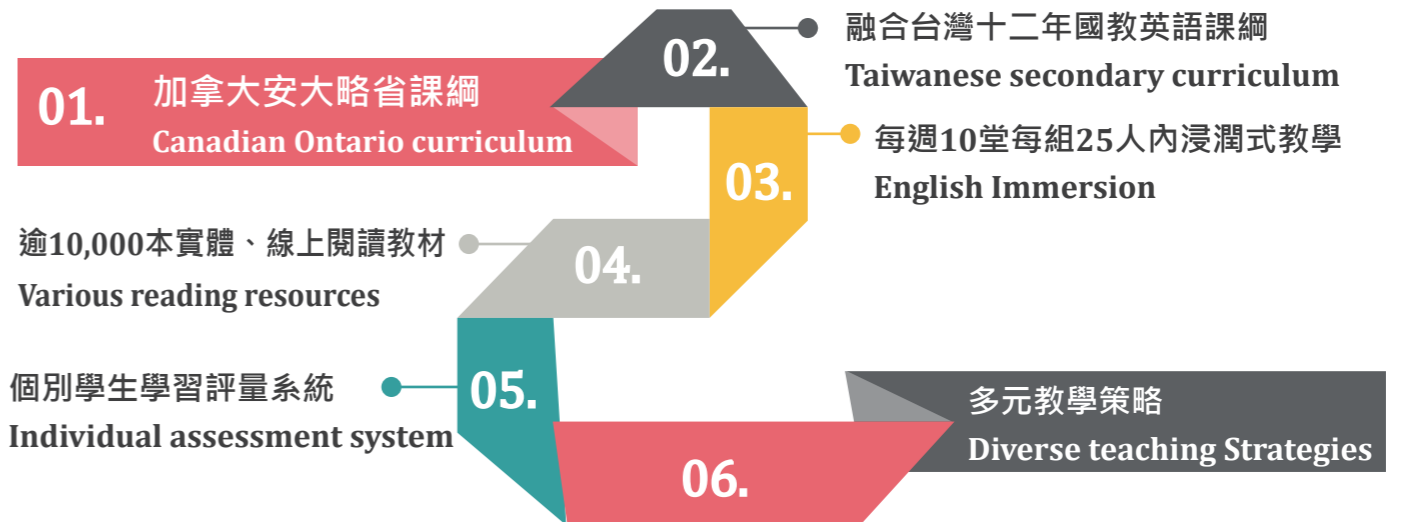 01.
加拿大安大略省課綱
Canadian Ontario curriculum
02.
融合台灣十二年國教英語課綱
Taiwanese secondary curriculum
03.
每週10堂每組25人內浸潤式教學
English Immersion
04.
逾10,000本實體、線上閱讀教材
Various reading resources
05.
個別學生學習評量系統
Individual assessment system
06.
多元教學策略
Diverse teaching Strategies